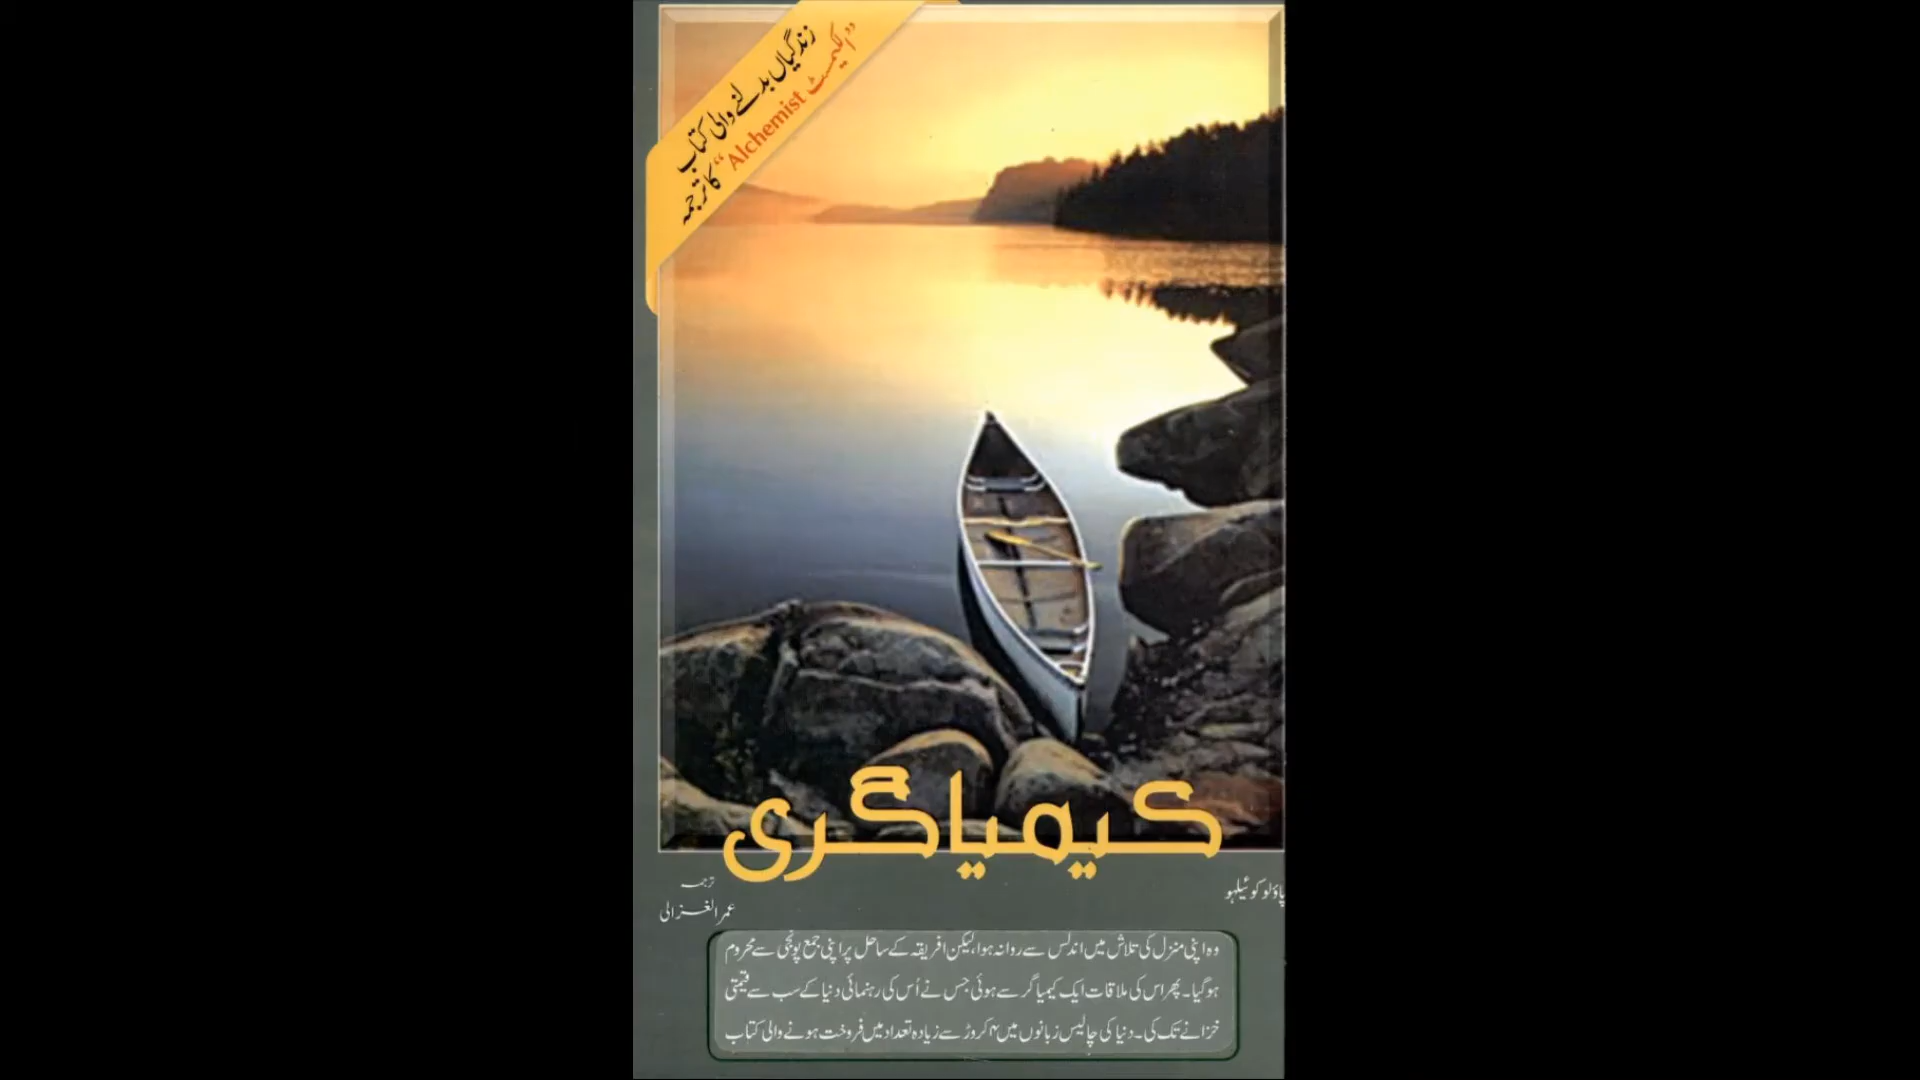 زندگیاں بدلنے والی کتاب
”الکیمسٹ Alchemist“ کا ترجمہ
کیمیاگری
پاؤلو کوئیلہو
ترجمہ
عمر الغزالی
وہ اپنی منزل کی تلاش میں اندلس سے روانہ ہوا، لیکن افریقہ کے ساحل پر اپنی جمع پونجی سے محروم
ہو گیا۔ پھر اس کی ملاقات ایک کیمیاگر سے ہوئی جس نے اُس کی رہنمائی دنیا کے سب سے قیمتی
خزانے تک کی۔ دنیا کی چالیس زبانوں میں ۴ کروڑ سے زیادہ تعداد میں فروخت ہونے والی کتاب